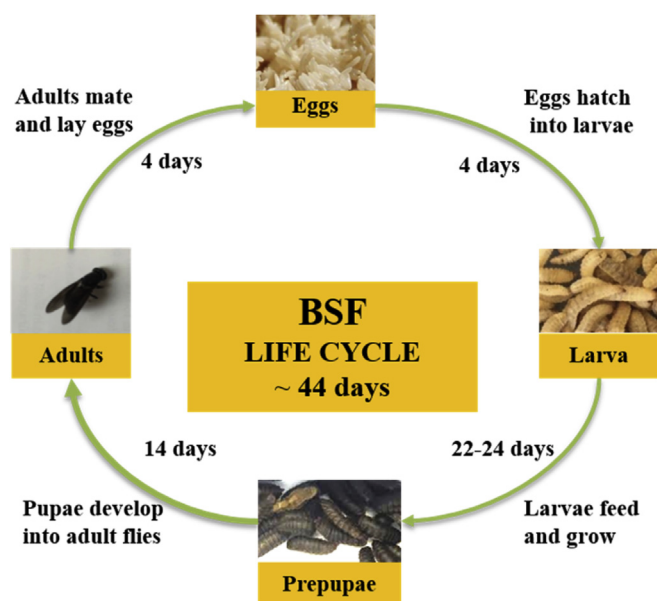 Eggs
Adults mate
and lay eggs
4 days
Eggs hatch
into larvae
4 days
Adults
BSF
LIFE CYCLE
~ 44 days
Larva
14 days
22-24 days
Pupae develop
into adult flies
Larvae feed
and grow
Prepupae